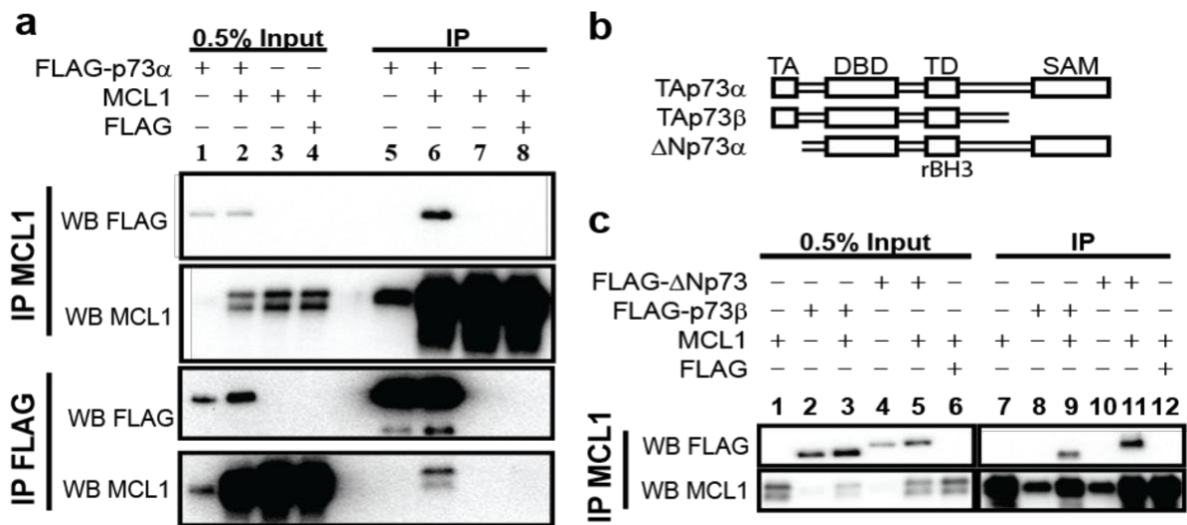 a
0.5% Input IP
FLAG-p73α + + − − + + − −
MCL1 − + + + − + + +
FLAG − − − + − − − +
1 2 3 4 5 6 7 8
IP MCL1
WB FLAG
WB MCL1
IP FLAG
WB FLAG
WB MCL1
b
TA DBD TD SAM
TAp73α
TAp73β
ΔNp73α
rBH3
c
0.5% Input IP
FLAG-ΔNp73 − − − + + − − − − + + −
FLAG-p73β − + + − − − − + + − − −
MCL1 + − + − + + + − + − + +
FLAG − − − − − + − − − − − +
1 2 3 4 5 6 7 8 9 10 11 12
IP MCL1
WB FLAG
WB MCL1